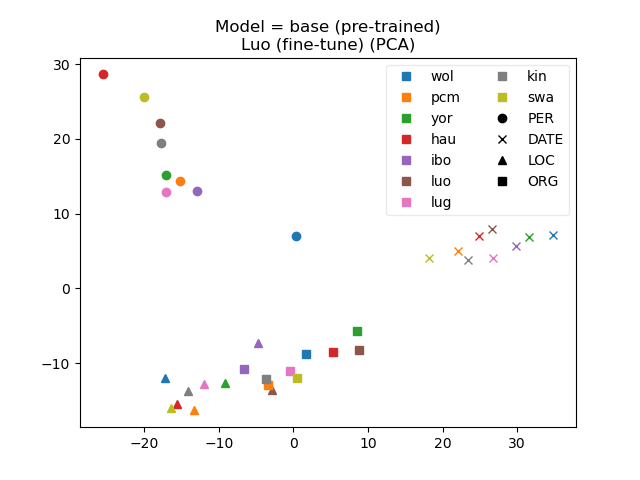 Model = base (pre-trained)
Luo (fine-tune) (PCA)
30
20
10
0
−10
−20
−10
0
10
20
30
wol
pcm
yor
hau
ibo
luo
lug
kin
swa
PER
DATE
LOC
ORG